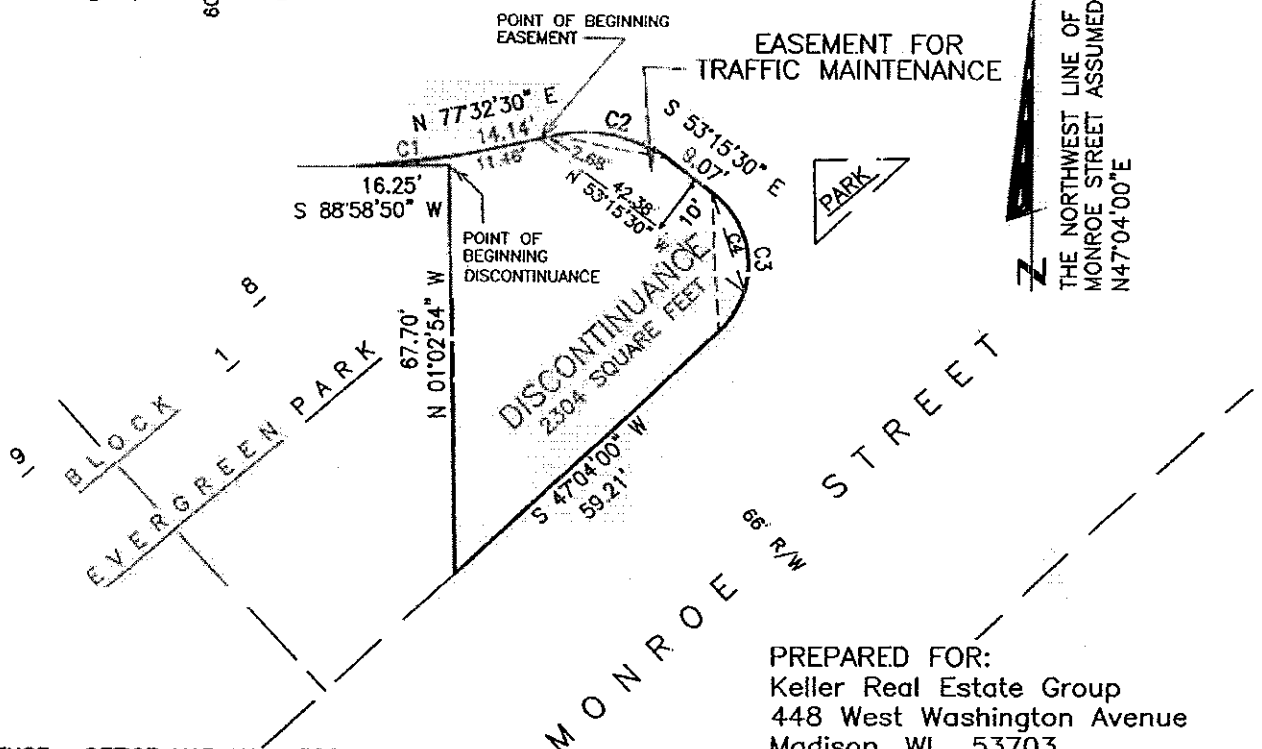 POINT OF BEGINNING
EASEMENT
EASEMENT FOR
TRAFFIC MAINTENANCE
THE NORTHWEST LINE OF
MONROE STREET ASSUMED
N47°04'00"E
N 77°32'30" E
14.14'
C1
11.46'
C2
S 53°15'30" E
9.07'
2.68'
42.38'
N 53°15'30"
10'
16.25'
S 88°58'50" W
PARK
POINT OF
BEGINNING
DISCONTINUANCE
C4
C3
N
67.70'
N 01°02'54" W
DISCONTINUANCE
2304 SQUARE FEET
8
1
9
BLOCK
EVERGREEN PARK
S 47°04'00" W
59.21'
66' R/W
MONROE STREET
PREPARED FOR:
Keller Real Estate Group
448 West Washington Avenue
Madison, WI 53703